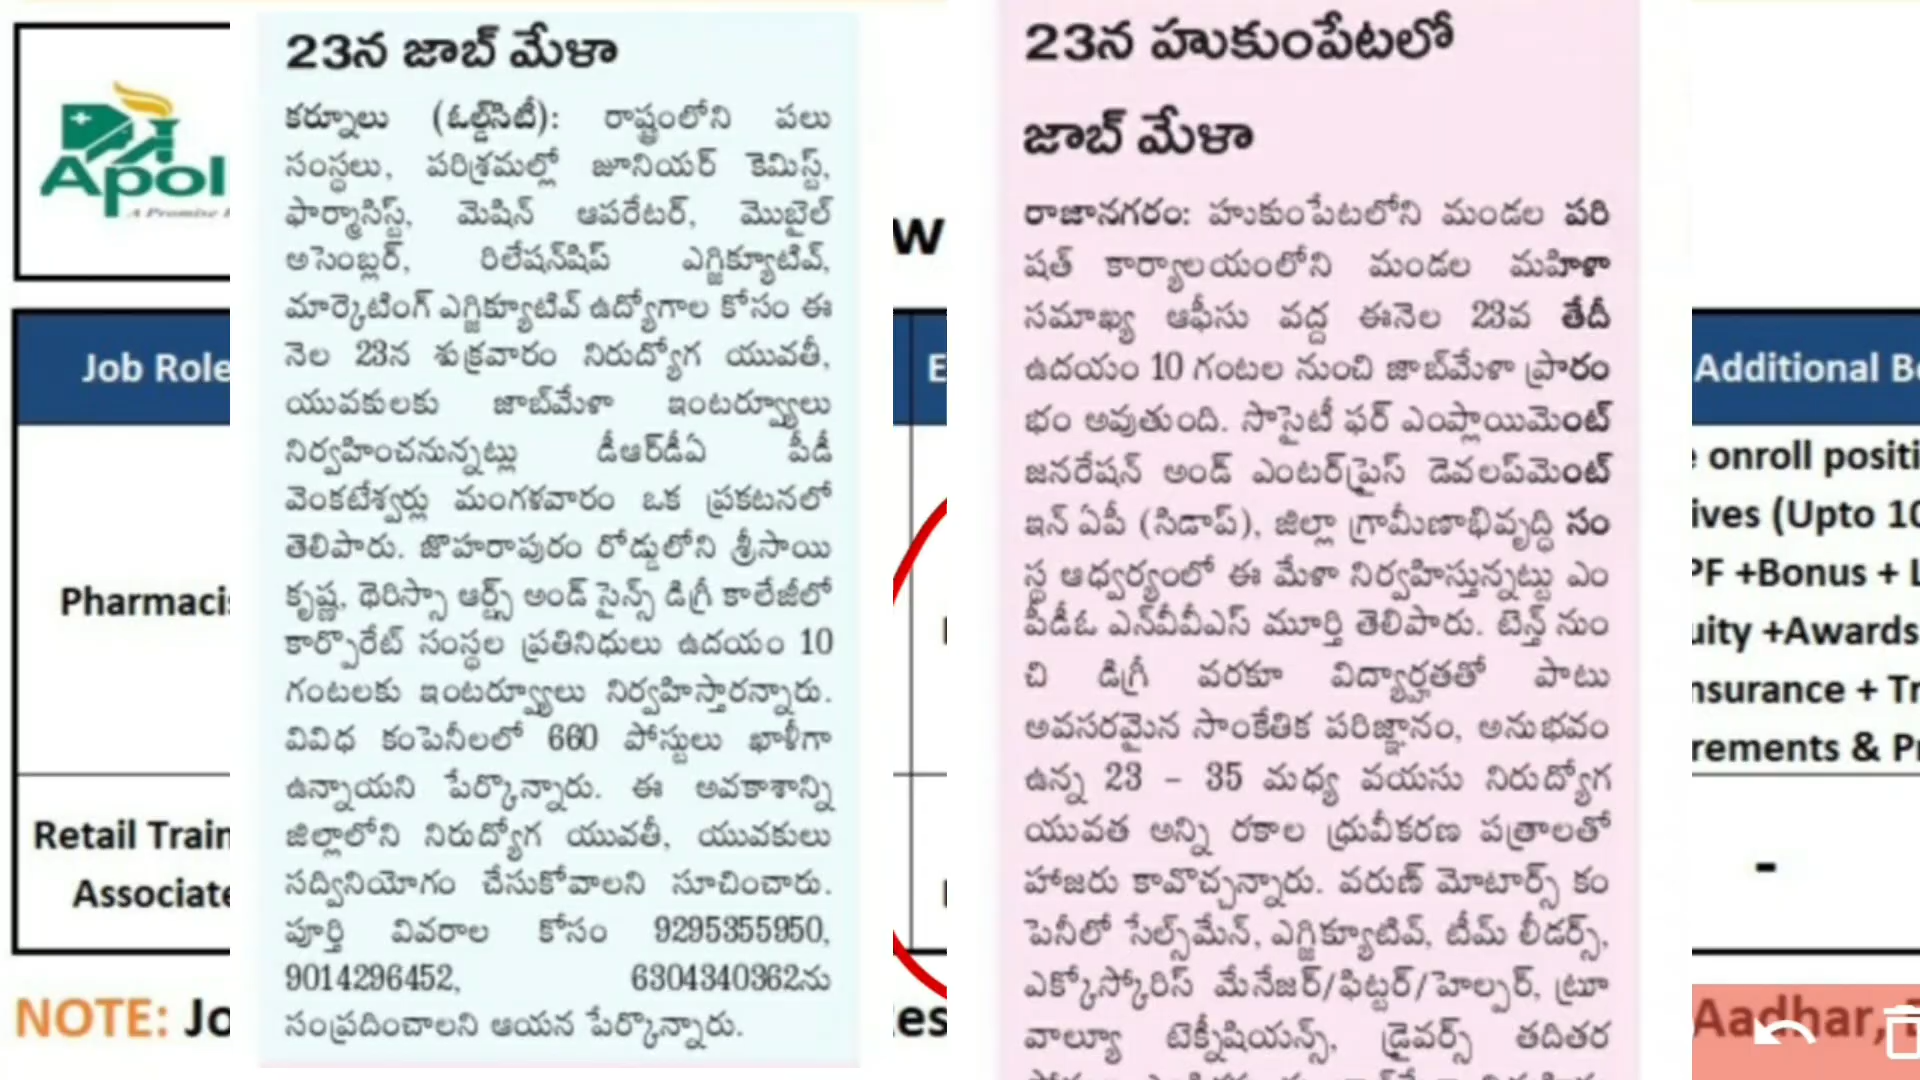 Apol
A Promise
Job Role
Pharmacis
Retail Train
Associate
NOTE: Jo
23న జాబ్ మేళా
కర్నూలు (ఓల్డ్‌సిటీ): రాష్ట్రంలోని పలు
సంస్థలు, పరిశ్రమల్లో జూనియర్ కెమిస్ట్,
ఫార్మాసిస్ట్, మెషిన్ ఆపరేటర్, మొబైల్
అసెంబ్లర్, రిలేషన్‌షిప్ ఎగ్జిక్యూటివ్,
మార్కెటింగ్ ఎగ్జిక్యూటివ్ ఉద్యోగాల కోసం ఈ
నెల 23న శుక్రవారం నిరుద్యోగ యువతీ,
యువకులకు జాబ్‌మేళా ఇంటర్వ్యూలు
నిర్వహించనున్నట్లు డీఆర్‌డీఏ పీడీ
వెంకటేశ్వర్లు మంగళవారం ఒక ప్రకటనలో
తెలిపారు. జొహరాపురం రోడ్డులోని శ్రీసాయి
కృష్ణ, థెరిస్సా ఆర్ట్స్ అండ్ సైన్స్ డిగ్రీ కాలేజీలో
కార్పొరేట్ సంస్థల ప్రతినిధులు ఉదయం 10
గంటలకు ఇంటర్వ్యూలు నిర్వహిస్తారన్నారు.
వివిధ కంపెనీలలో 660 పోస్టులు ఖాళీగా
ఉన్నాయని పేర్కొన్నారు. ఈ అవకాశాన్ని
జిల్లాలోని నిరుద్యోగ యువతీ, యువకులు
సద్వినియోగం చేసుకోవాలని సూచించారు.
పూర్తి వివరాల కోసం 9295355950,
9014296452, 6304340362ను
సంప్రదించాలని ఆయన పేర్కొన్నారు.
w
E
es
23న హుకుంపేటలో
జాబ్ మేళా
రాజానగరం: హుకుంపేటలోని మండల పరి
షత్ కార్యాలయంలోని మండల మహిళా
సమాఖ్య ఆఫీసు వద్ద ఈనెల 23వ తేదీ
ఉదయం 10 గంటల నుంచి జాబ్‌మేళా ప్రారం
భం అవుతుంది. సొసైటీ ఫర్ ఎంప్లాయిమెంట్
జనరేషన్ అండ్ ఎంటర్‌ప్రైస్ డెవలప్‌మెంట్
ఇన్ ఏపీ (సిడాప్), జిల్లా గ్రామీణాభివృద్ధి సం
స్థ ఆధ్వర్యంలో ఈ మేళా నిర్వహిస్తున్నట్టు ఎం
పీడీఓ ఎన్‌వీవీఎస్ మూర్తి తెలిపారు. టెన్త్ నుం
చి డిగ్రీ వరకూ విద్యార్హతతో పాటు
అవసరమైన సాంకేతిక పరిజ్ఞానం, అనుభవం
ఉన్న 23 - 35 మధ్య వయసు నిరుద్యోగ
యువత అన్ని రకాల ధ్రువీకరణ పత్రాలతో
హాజరు కావొచ్చన్నారు. వరుణ్ మోటార్స్ కం
పెనీలో సేల్స్‌మేన్, ఎగ్జిక్యూటివ్, టీమ్ లీడర్స్,
ఎక్కోస్కోరిస్ మేనేజర్/ఫిట్టర్/హెల్పర్, ట్రూ
వాల్యూ టెక్నీషియన్స్, డ్రైవర్స్ తదితర
Additional Be
onroll positi
ives (Upto 10
PF +Bonus + L
uity +Awards
nsurance + Tr
rements & Pr
-
Aadhar,